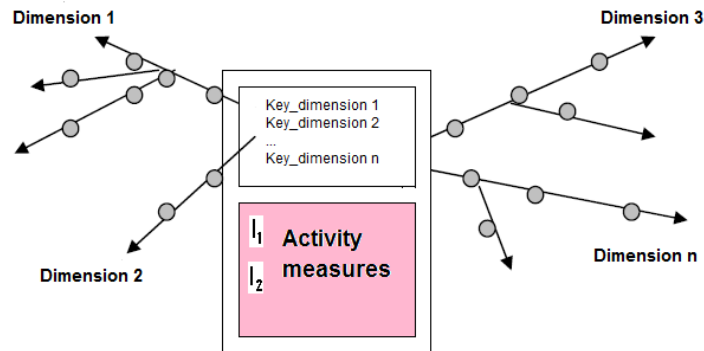 Dimension 1
Dimension 3
Key_dimension 1
Key_dimension 2
...
Key_dimension n
I1 Activity
I2 measures
Dimension 2
Dimension n